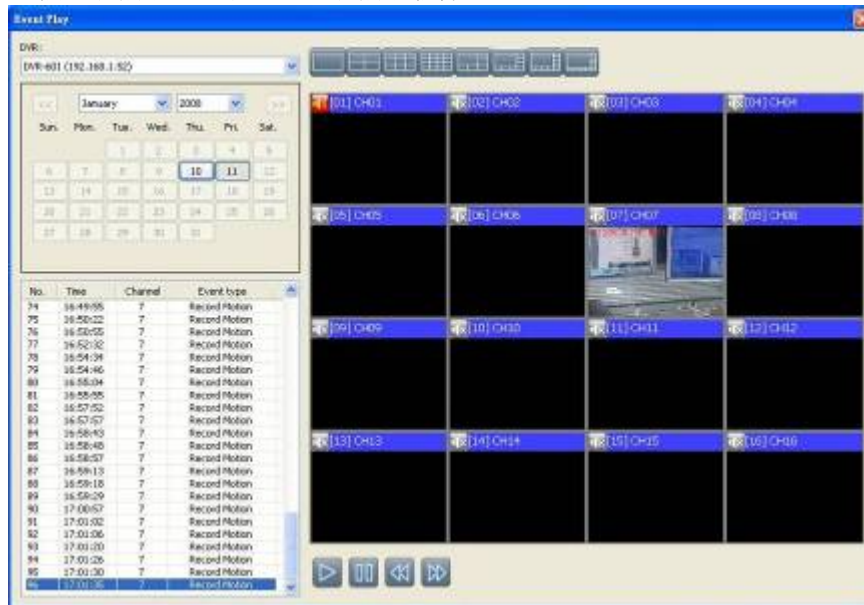 Event Play
DVR:
DVR-601 (192.168.1.52)
<< January 2008 >>
Sun. Mon. Tue. Wed. Thu. Fri. Sat.
1 2 3 4 5
6 7 8 9 10 11 12
13 14 15 16 17 18 19
20 21 22 23 24 25 26
27 28 29 30 31
No. Time Channel Event type
74 16:49:55 7 Record Motion
75 16:50:22 7 Record Motion
76 16:50:55 7 Record Motion
77 16:52:32 7 Record Motion
78 16:54:34 7 Record Motion
79 16:54:46 7 Record Motion
80 16:55:04 7 Record Motion
81 16:55:55 7 Record Motion
82 16:57:52 7 Record Motion
83 16:57:57 7 Record Motion
84 16:58:43 7 Record Motion
85 16:58:48 7 Record Motion
86 16:58:57 7 Record Motion
87 16:59:13 7 Record Motion
88 16:59:18 7 Record Motion
89 16:59:29 7 Record Motion
90 17:00:57 7 Record Motion
91 17:01:02 7 Record Motion
92 17:01:06 7 Record Motion
93 17:01:20 7 Record Motion
94 17:01:26 7 Record Motion
95 17:01:30 7 Record Motion
96 17:01:35 7 Record Motion
[01] CH01 [02] CH02 [03] CH03 [04] CH04
[05] CH05 [06] CH06 [07] CH07 [08] CH08
[09] CH09 [10] CH10 [11] CH11 [12] CH12
[13] CH13 [14] CH14 [15] CH15 [16] CH16